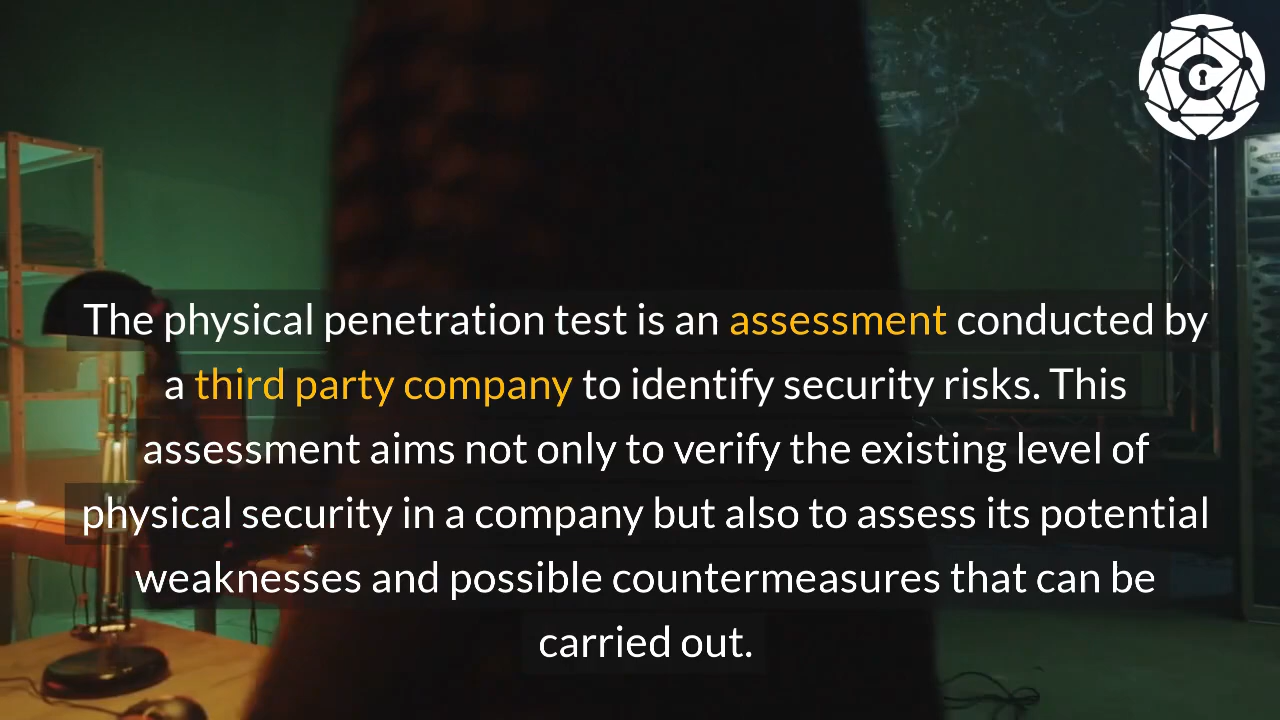 The physical penetration test is an assessment conducted by
a third party company to identify security risks. This
assessment aims not only to verify the existing level of
physical security in a company but also to assess its potential
weaknesses and possible countermeasures that can be
carried out.